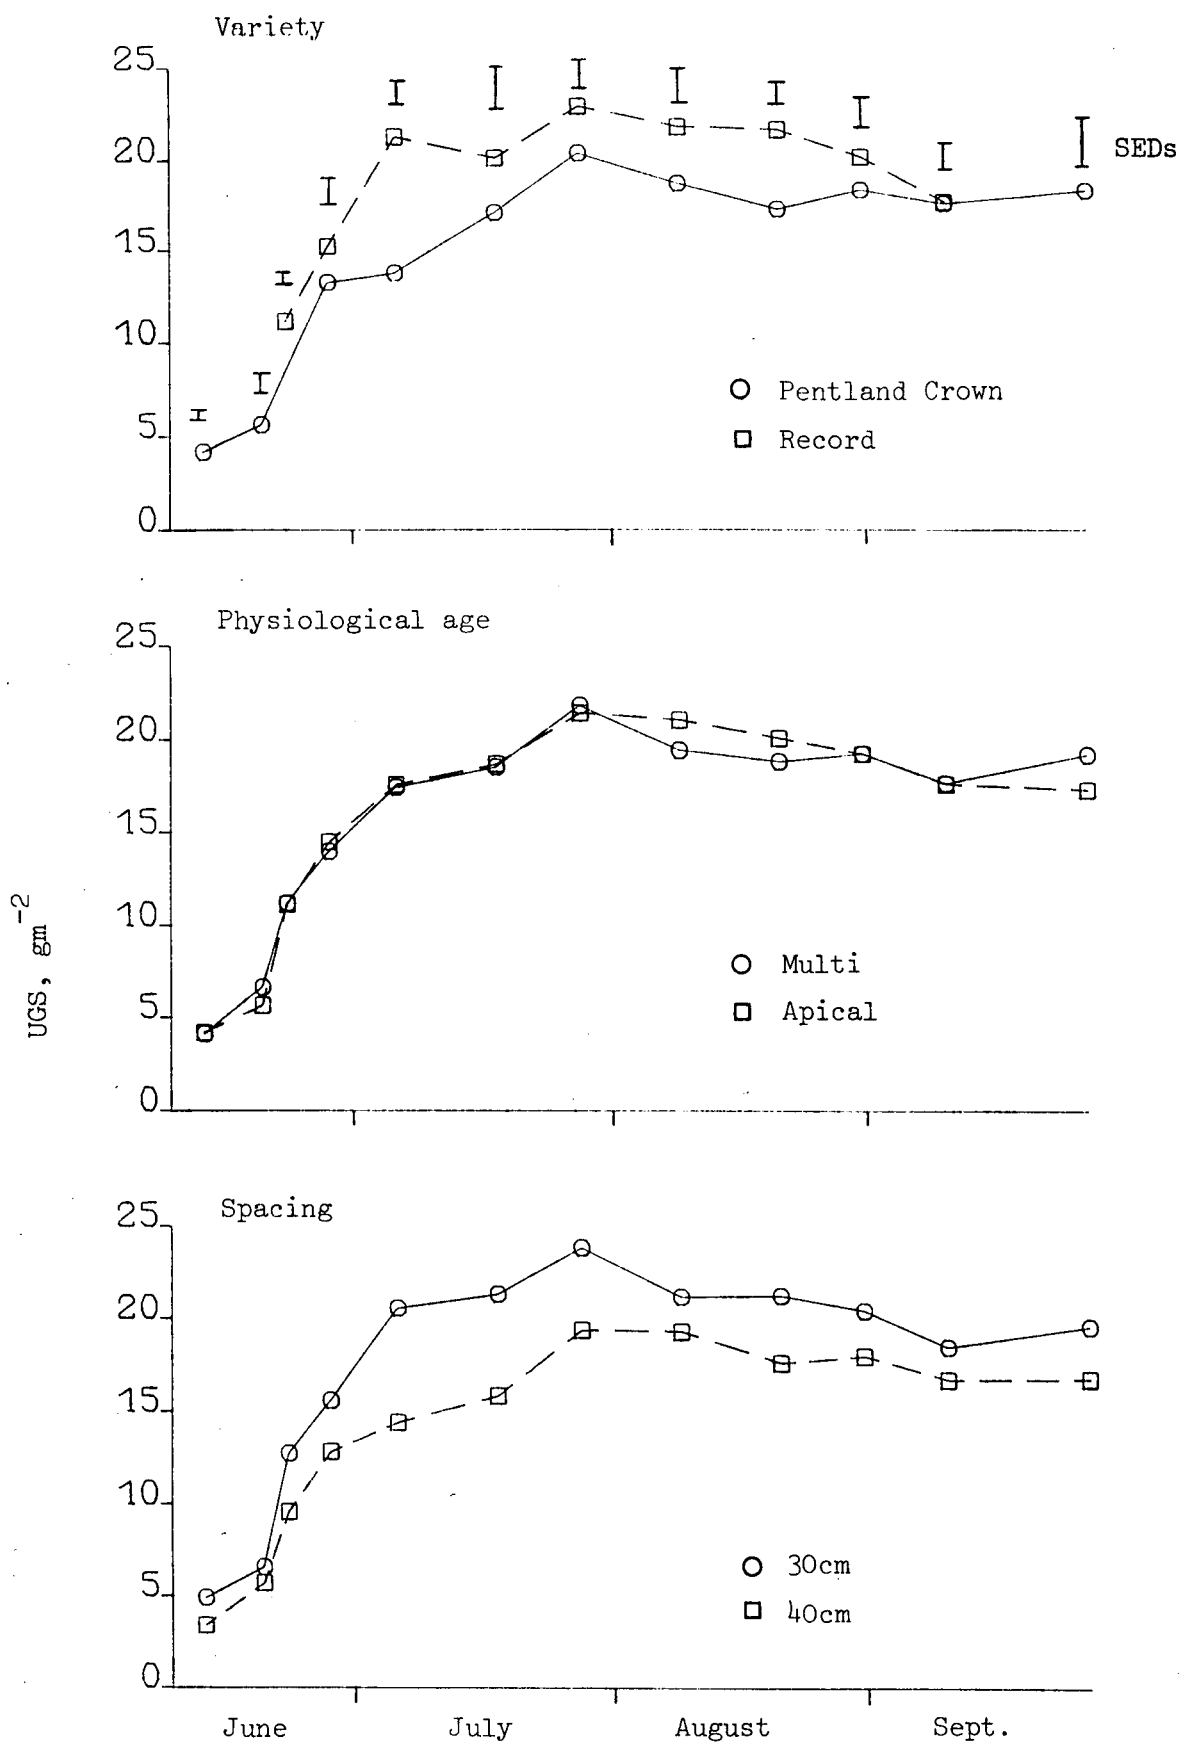 Variety
25
20
15
10
5
0
SEDs
Pentland Crown
Record
Physiological age
25
20
15
10
5
0
Multi
Apical
UGS, gm⁻²
Spacing
25
20
15
10
5
0
30cm
40cm
June July August Sept.